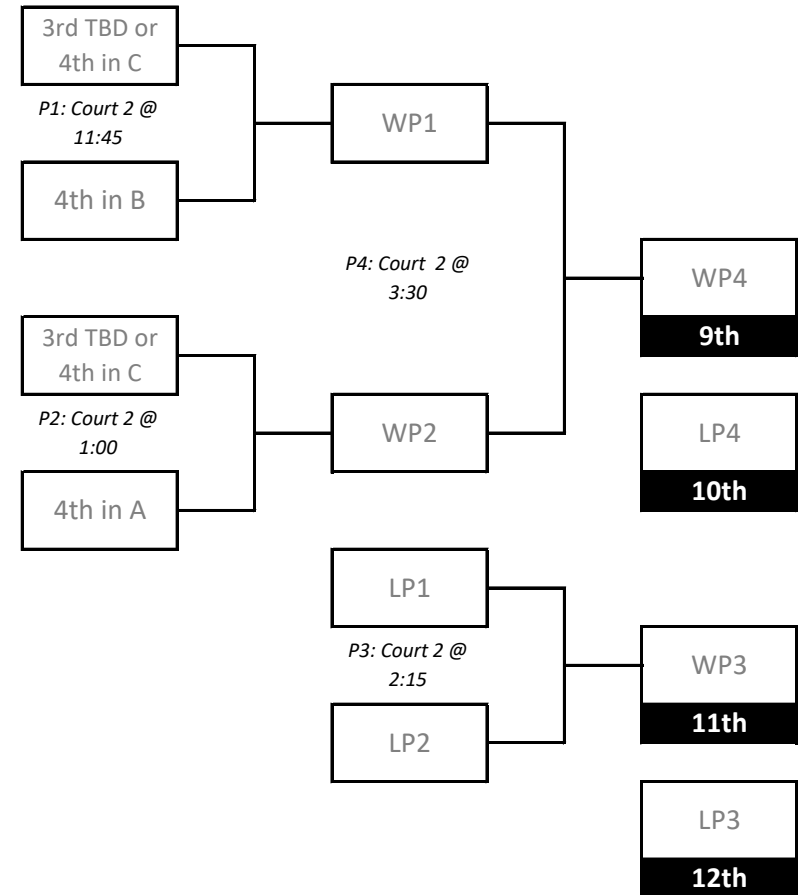 3rd TBD or
4th in C
P1: Court 2 @
11:45
4th in B
WP1
P4: Court 2 @
3:30
WP4
9th
3rd TBD or
4th in C
P2: Court 2 @
1:00
4th in A
WP2
LP4
10th
LP1
P3: Court 2 @
2:15
LP2
WP3
11th
LP3
12th